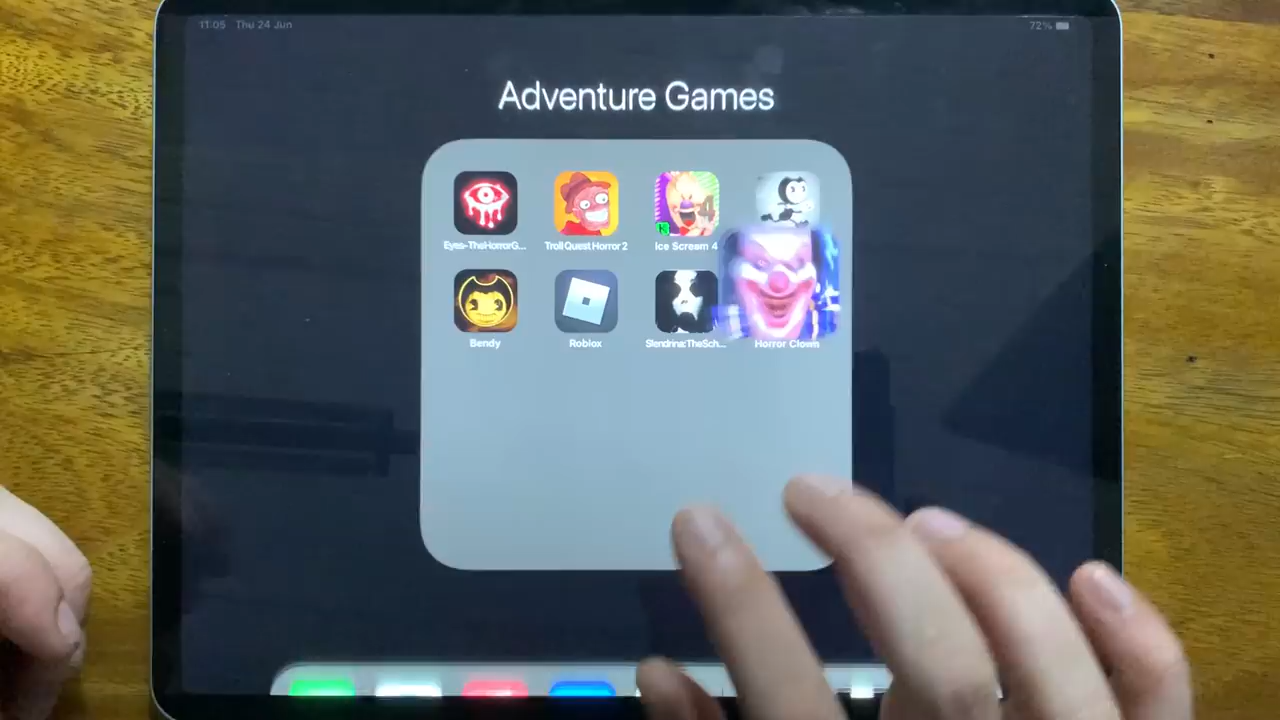 11:05 Thu 24 Jun
72%
Adventure Games
Eyes-TheHorrorG...
Troll Quest Horror 2
Ice Scream 4
4
Bendy
Roblox
Slendrina:TheSch...
Horror Clown